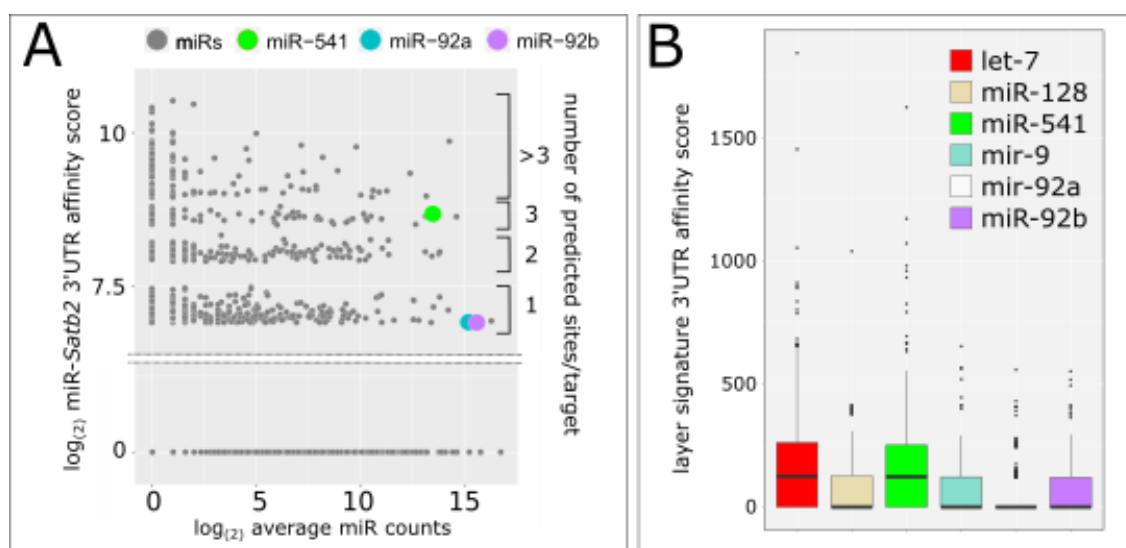 A
miRs miR-541 miR-92a miR-92b
log(2) miR-Satb2 3'UTR affinity score
10
7.5
0
>3
3
2
1
number of predicted sites/target
0 5 10 15
log(2) average miR counts
B
layer signature 3'UTR affinity score
1500
1000
500
0
let-7
miR-128
miR-541
mir-9
mir-92a
miR-92b